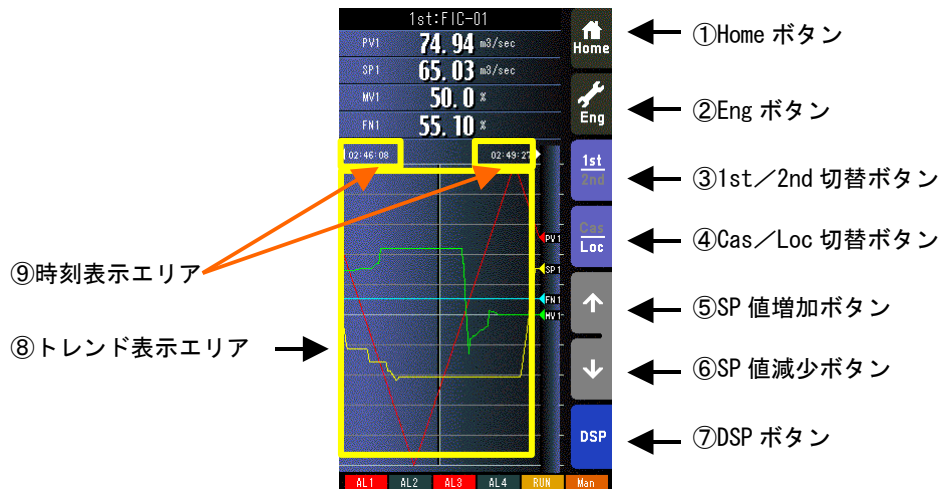 1st:FIC-01
PV1 74.94 m3/sec
SP1 65.03 m3/sec
MV1 50.0 %
FN1 55.10 %
02:46:08 02:49:27
PV1
SP1
FN1
MV1
AL1 AL2 AL3 AL4 RUN Man
Home
Eng
1st
2nd
Cas
Loc
DSP
①Home ボタン
②Eng ボタン
③1st／2nd 切替ボタン
④Cas／Loc 切替ボタン
⑤SP 値増加ボタン
⑥SP 値減少ボタン
⑦DSP ボタン
⑨時刻表示エリア
⑧トレンド表示エリア